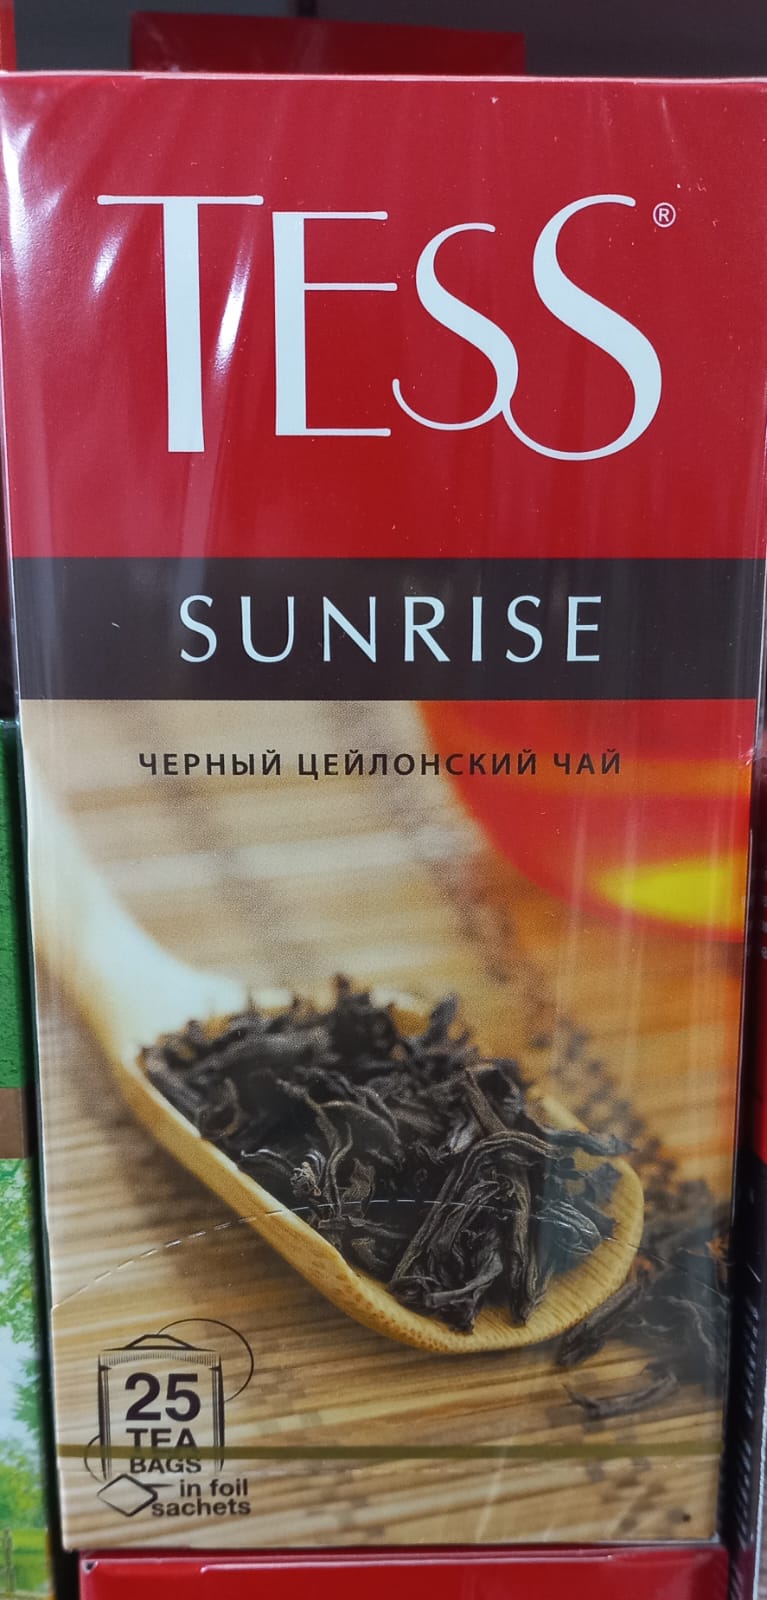 TESS®
SUNRISE
ЧЕРНЫЙ ЦЕЙЛОНСКИЙ ЧАЙ
25
TEA
BAGS
in foil
sachets